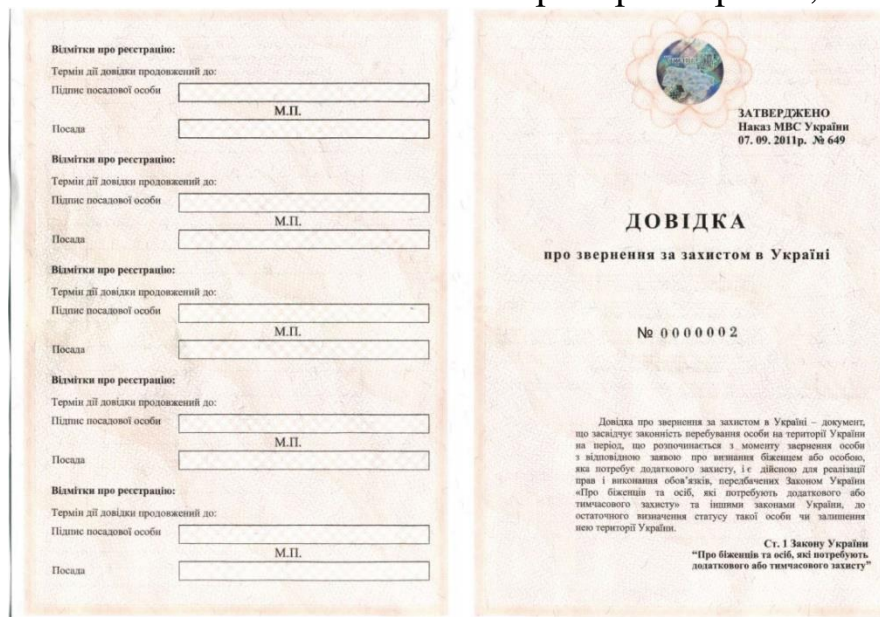 Відмітки про реєстрацію:
Термін дії довідки продовжений до:
Підпис посадової особи
М.П.
Посада
Відмітки про реєстрацію:
Термін дії довідки продовжений до:
Підпис посадової особи
М.П.
Посада
Відмітки про реєстрацію:
Термін дії довідки продовжений до:
Підпис посадової особи
М.П.
Посада
Відмітки про реєстрацію:
Термін дії довідки продовжений до:
Підпис посадової особи
М.П.
Посада
Відмітки про реєстрацію:
Термін дії довідки продовжений до:
Підпис посадової особи
М.П.
Посада
ЗАТВЕРДЖЕНО
Наказ МВС України
07. 09. 2011р. № 649
ДОВІДКА
про звернення за захистом в Україні
№ 0000002
Довідка про звернення за захистом в Україні – документ,
що засвідчує законність перебування особи на території України
на період, що розпочинається з моменту звернення особи
з відповідною заявою про визнання біженцем або особою,
яка потребує додаткового захисту, і є дійсною для реалізації
прав і виконання обов'язків, передбачених Законом України
«Про біженців та осіб, які потребують додаткового або
тимчасового захисту» та іншими законами України, до
остаточного визначення статусу такої особи чи залишення
нею території України.
Ст. 1 Закону України
“Про біженців та осіб, які потребують
додаткового або тимчасового захисту”